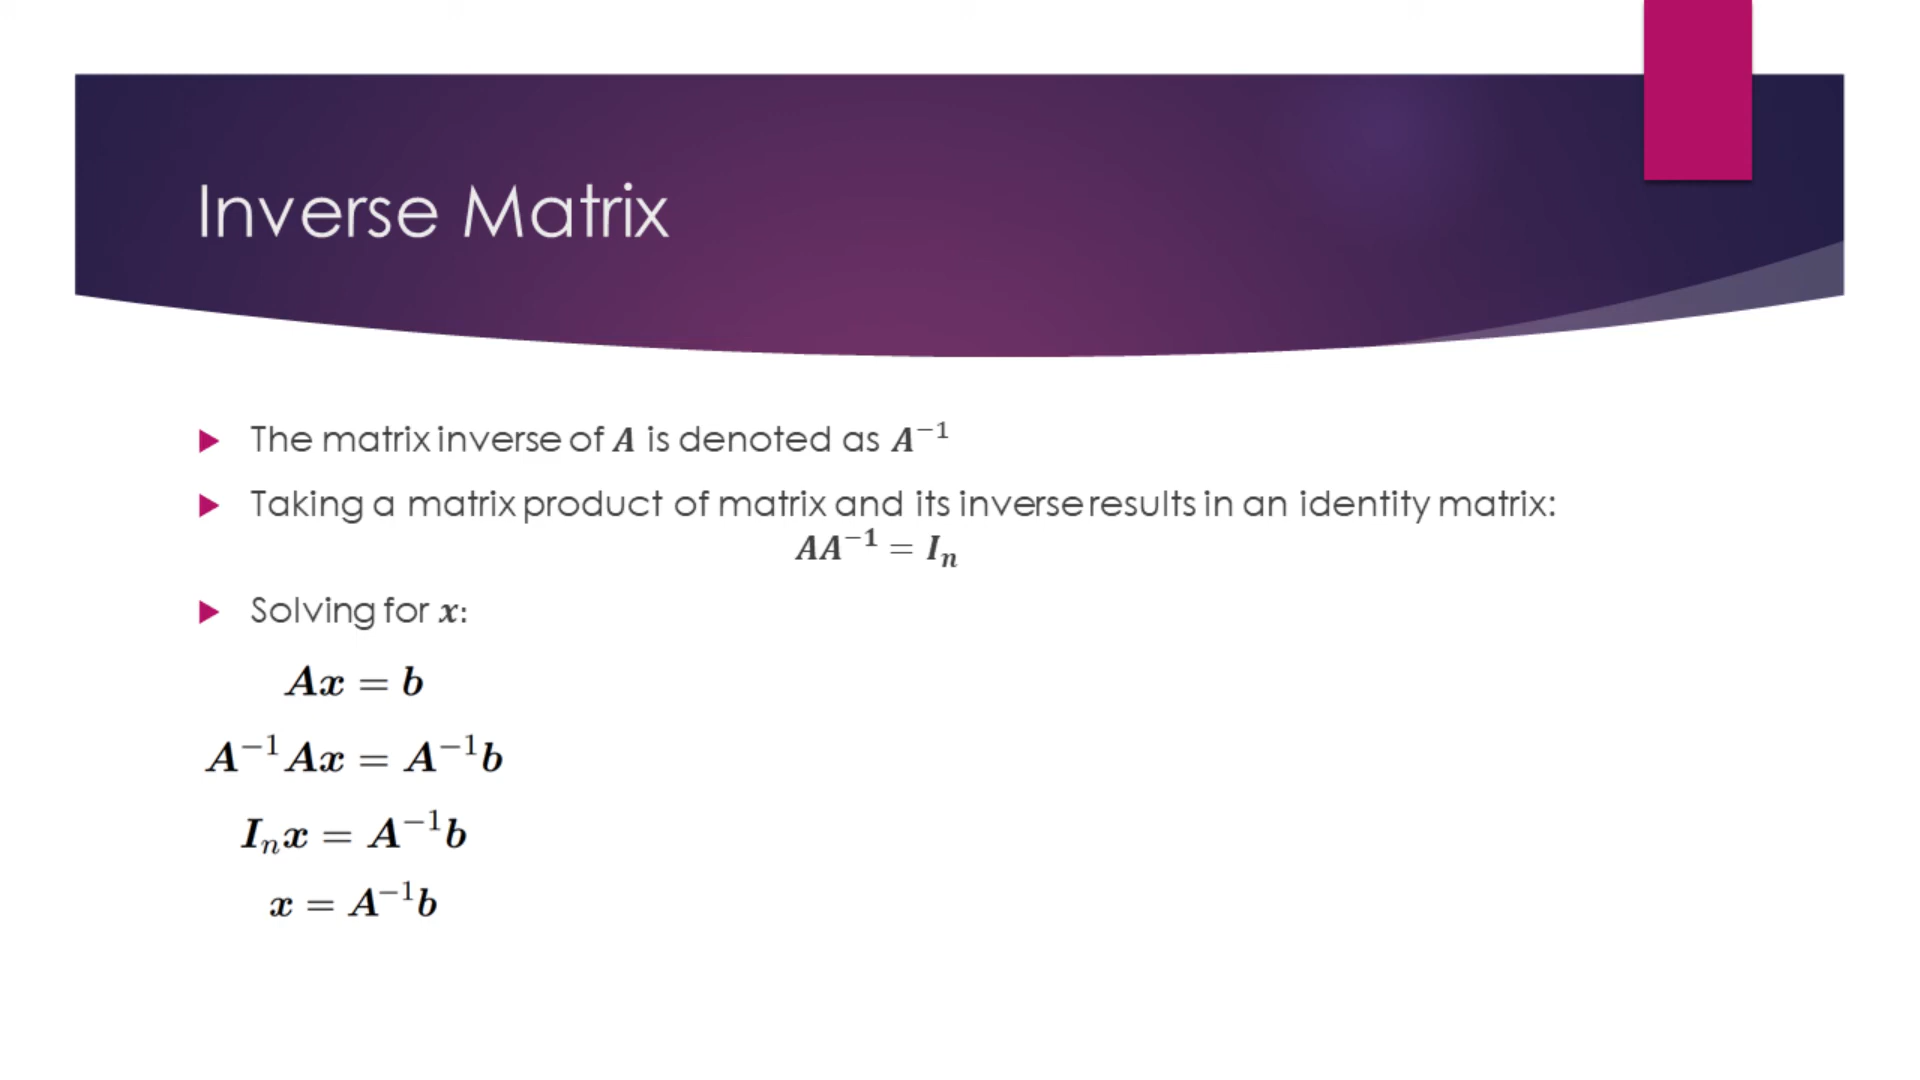 Inverse Matrix
The matrix inverse of A is denoted as A⁻¹
Taking a matrix product of matrix and its inverse results in an identity matrix:
AA⁻¹ = Iₙ
Solving for x:
Ax = b
A⁻¹Ax = A⁻¹b
Iₙx = A⁻¹b
x = A⁻¹b